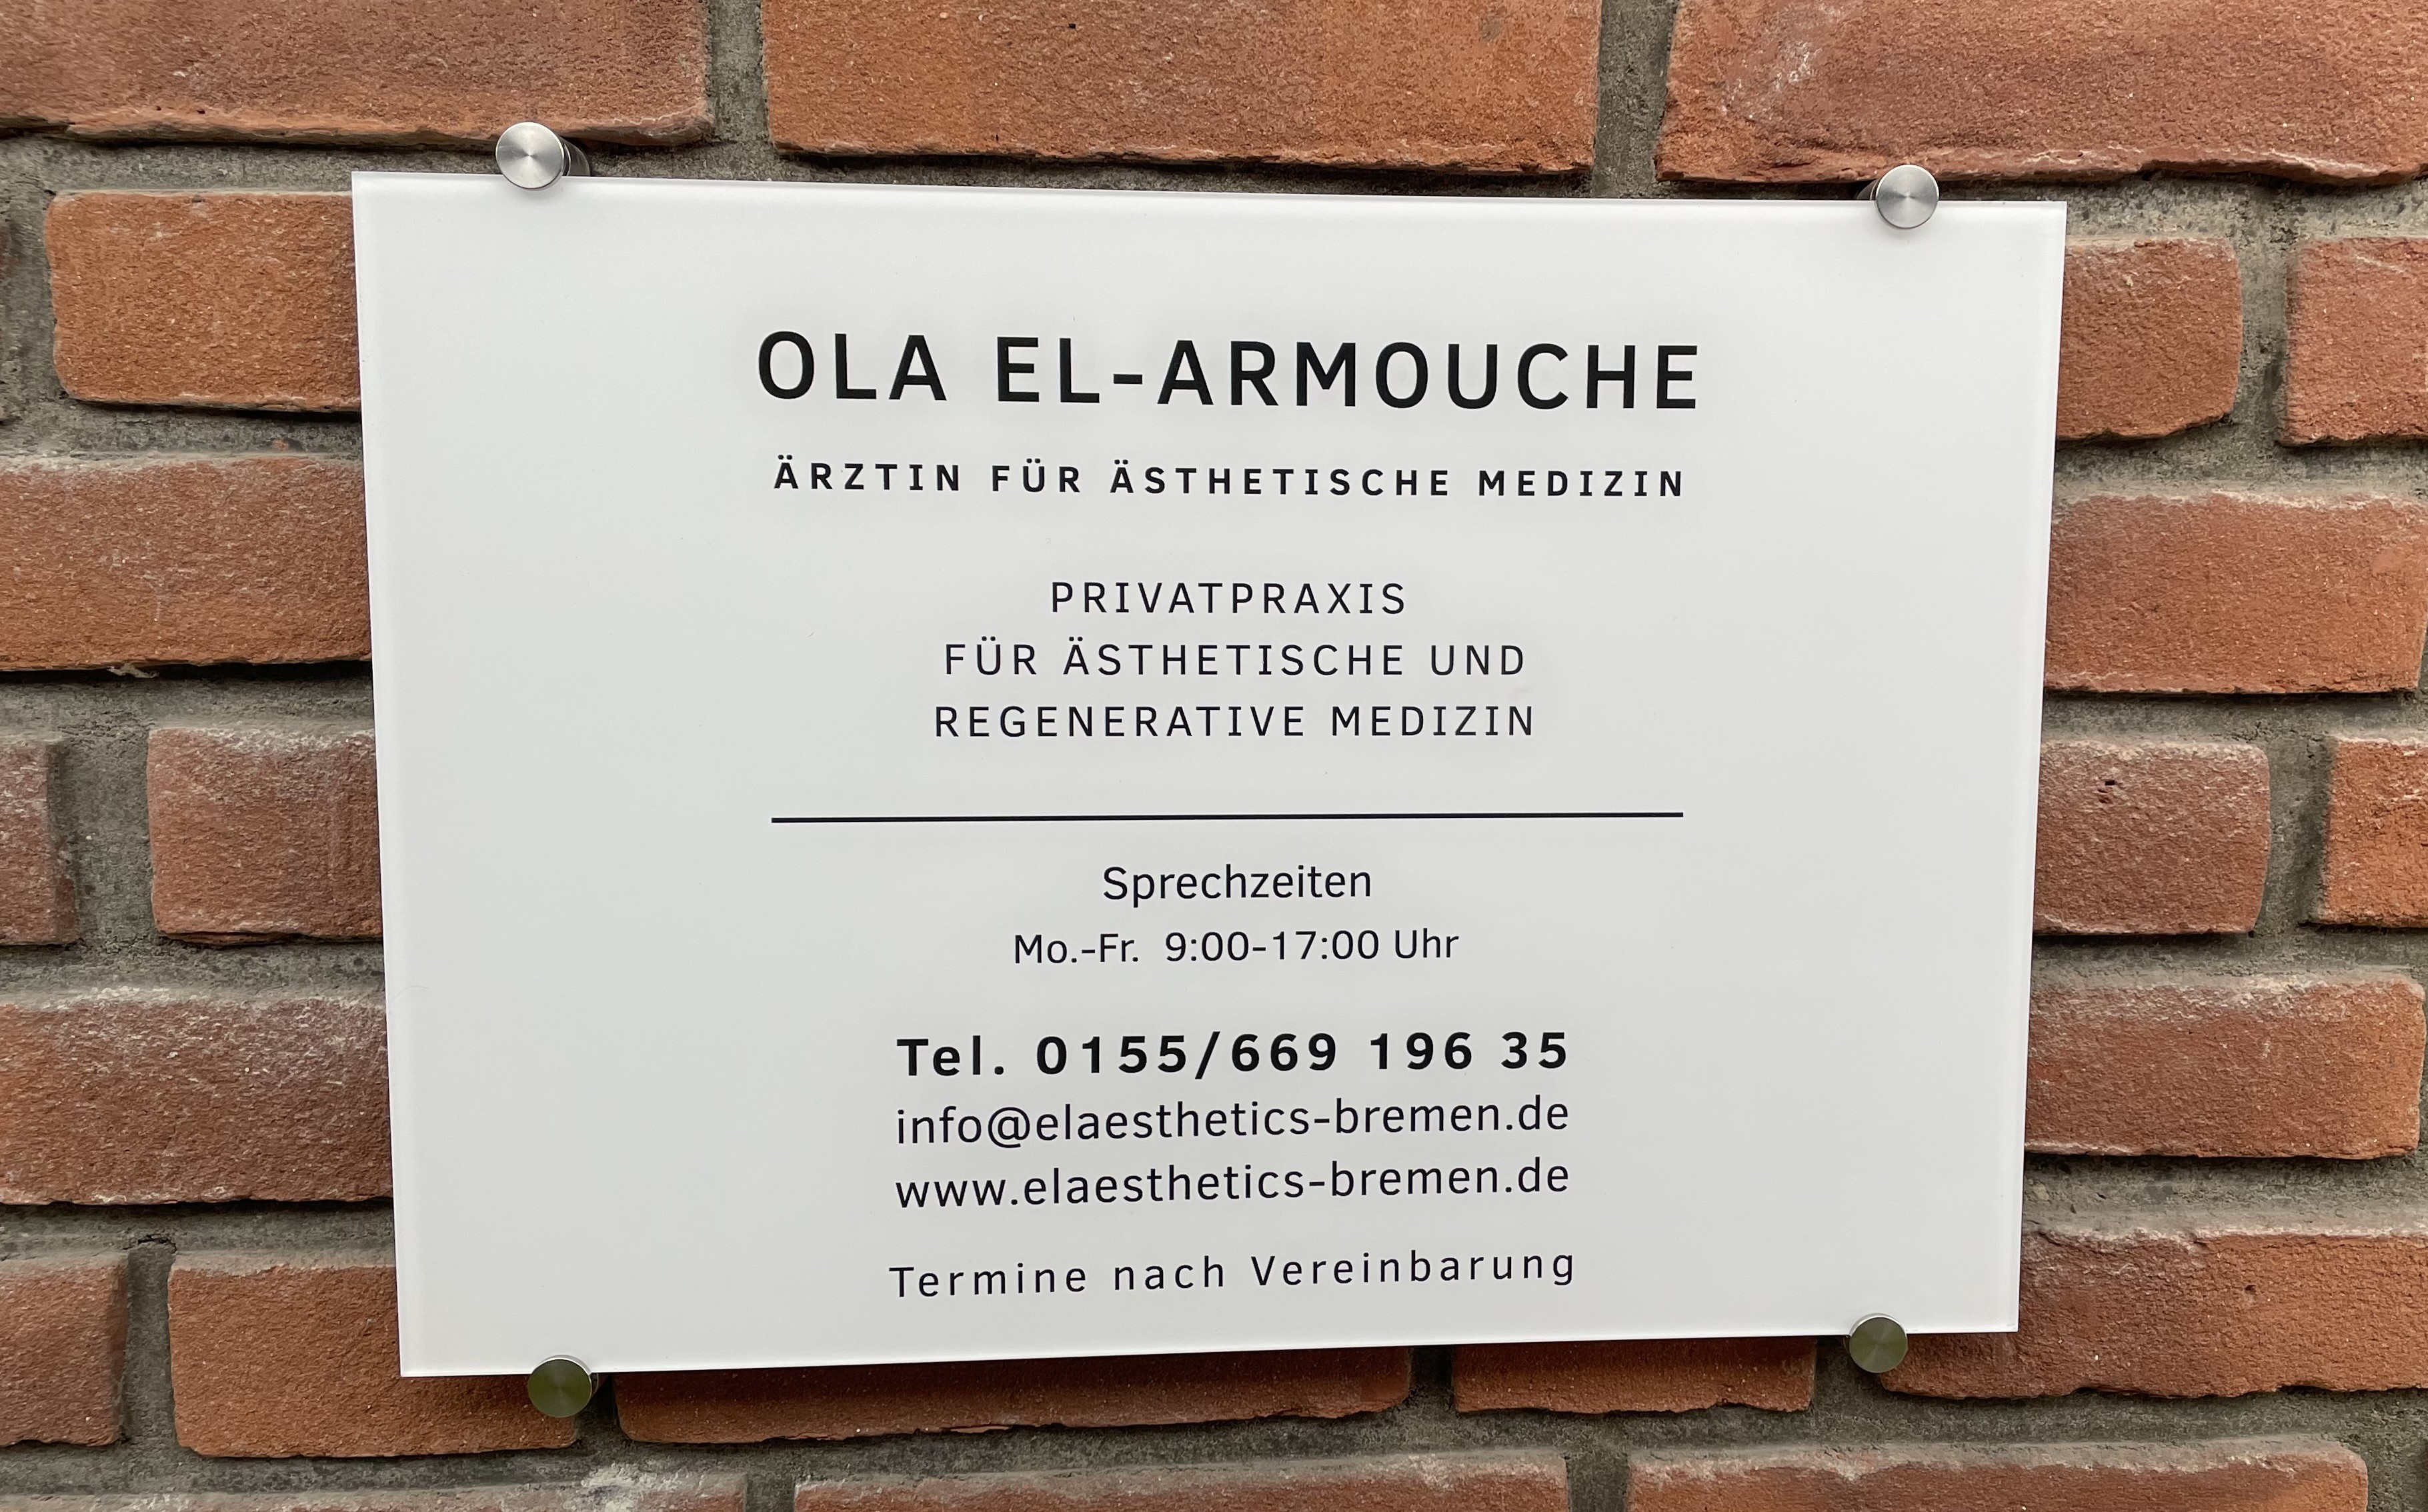 OLA EL-ARMOUCHE
ÄRZTIN FÜR ÄSTHETISCHE MEDIZIN
PRIVATPRAXIS
FÜR ÄSTHETISCHE UND
REGENERATIVE MEDIZIN
Sprechzeiten
Mo.-Fr. 9:00-17:00 Uhr
Tel. 0155/669 196 35
info@elaesthetics-bremen.de
www.elaesthetics-bremen.de
Termine nach Vereinbarung